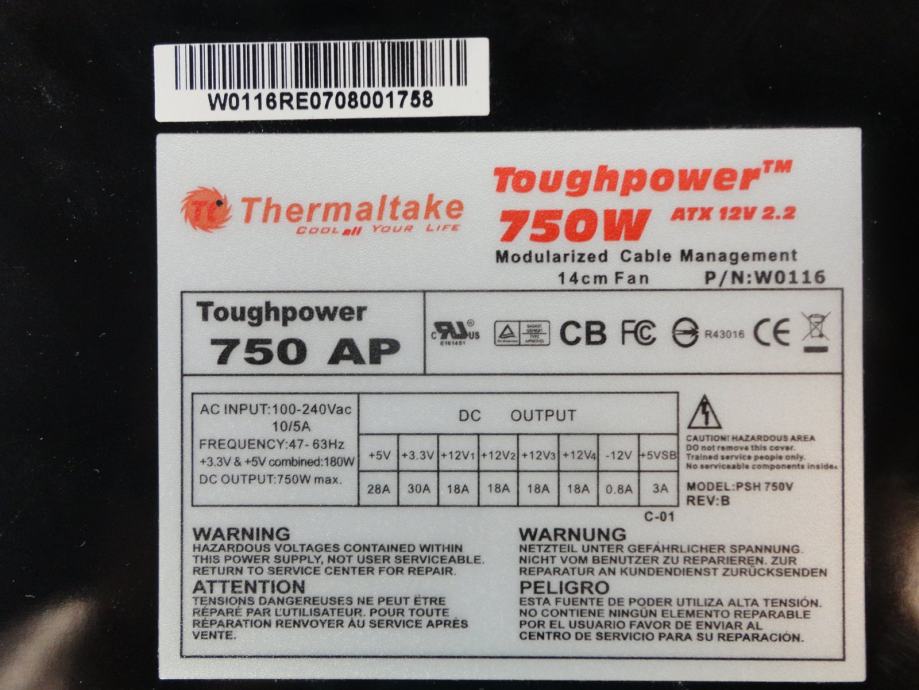 W0116RE0708001758
Thermaltake
COOL all YOUR LIFE
Toughpower™
750W ATX 12V 2.2
Modularized Cable Management
14cm Fan P/N:W0116
Toughpower
750 AP
C RU ® US
E161451
CB FC R43016 CE
AC INPUT:100-240Vac
10/5A
FREQUENCY:47- 63Hz
+3.3V & +5V combined:180W
DC OUTPUT:750W max.
DC OUTPUT
+5V +3.3V +12V1 +12V2 +12V3 +12V4 -12V +5VSB
28A 30A 18A 18A 18A 18A 0.8A 3A
C-01
CAUTION! HAZARDOUS AREA
DO not remove this cover.
Trained service people only.
No serviceable components inside.
MODEL:PSH 750V
REV:B
WARNING
HAZARDOUS VOLTAGES CONTAINED WITHIN
THIS POWER SUPPLY, NOT USER SERVICEABLE.
RETURN TO SERVICE CENTER FOR REPAIR.
ATTENTION
TENSIONS DANGEREUSES NE PEUT ËTRE
RÉPARÉ PAR L'UTILISATEUR. POUR TOUTE
RÉPARATION RENVOYER ÁU SERVICE APRÈS
VENTE.
WARNUNG
NETZTEIL UNTER GEFÄHRLICHER SPANNUNG.
NICHT VOM BENUTZER ZU REPARIEREN. ZUR
REPARATUR AN KUNDENDIENST ZURÜCKSENDEN
PELIGRO
ESTA FUENTE DE PODER UTILIZA ALTA TENSIÓN.
NO CONTIENE NINGÚN ELEMENTO REPARABLE
POR EL USUARIO FAVOR DE ENVIAR AL
CENTRO DE SERVICIO PARA SU REPARACIÓN.